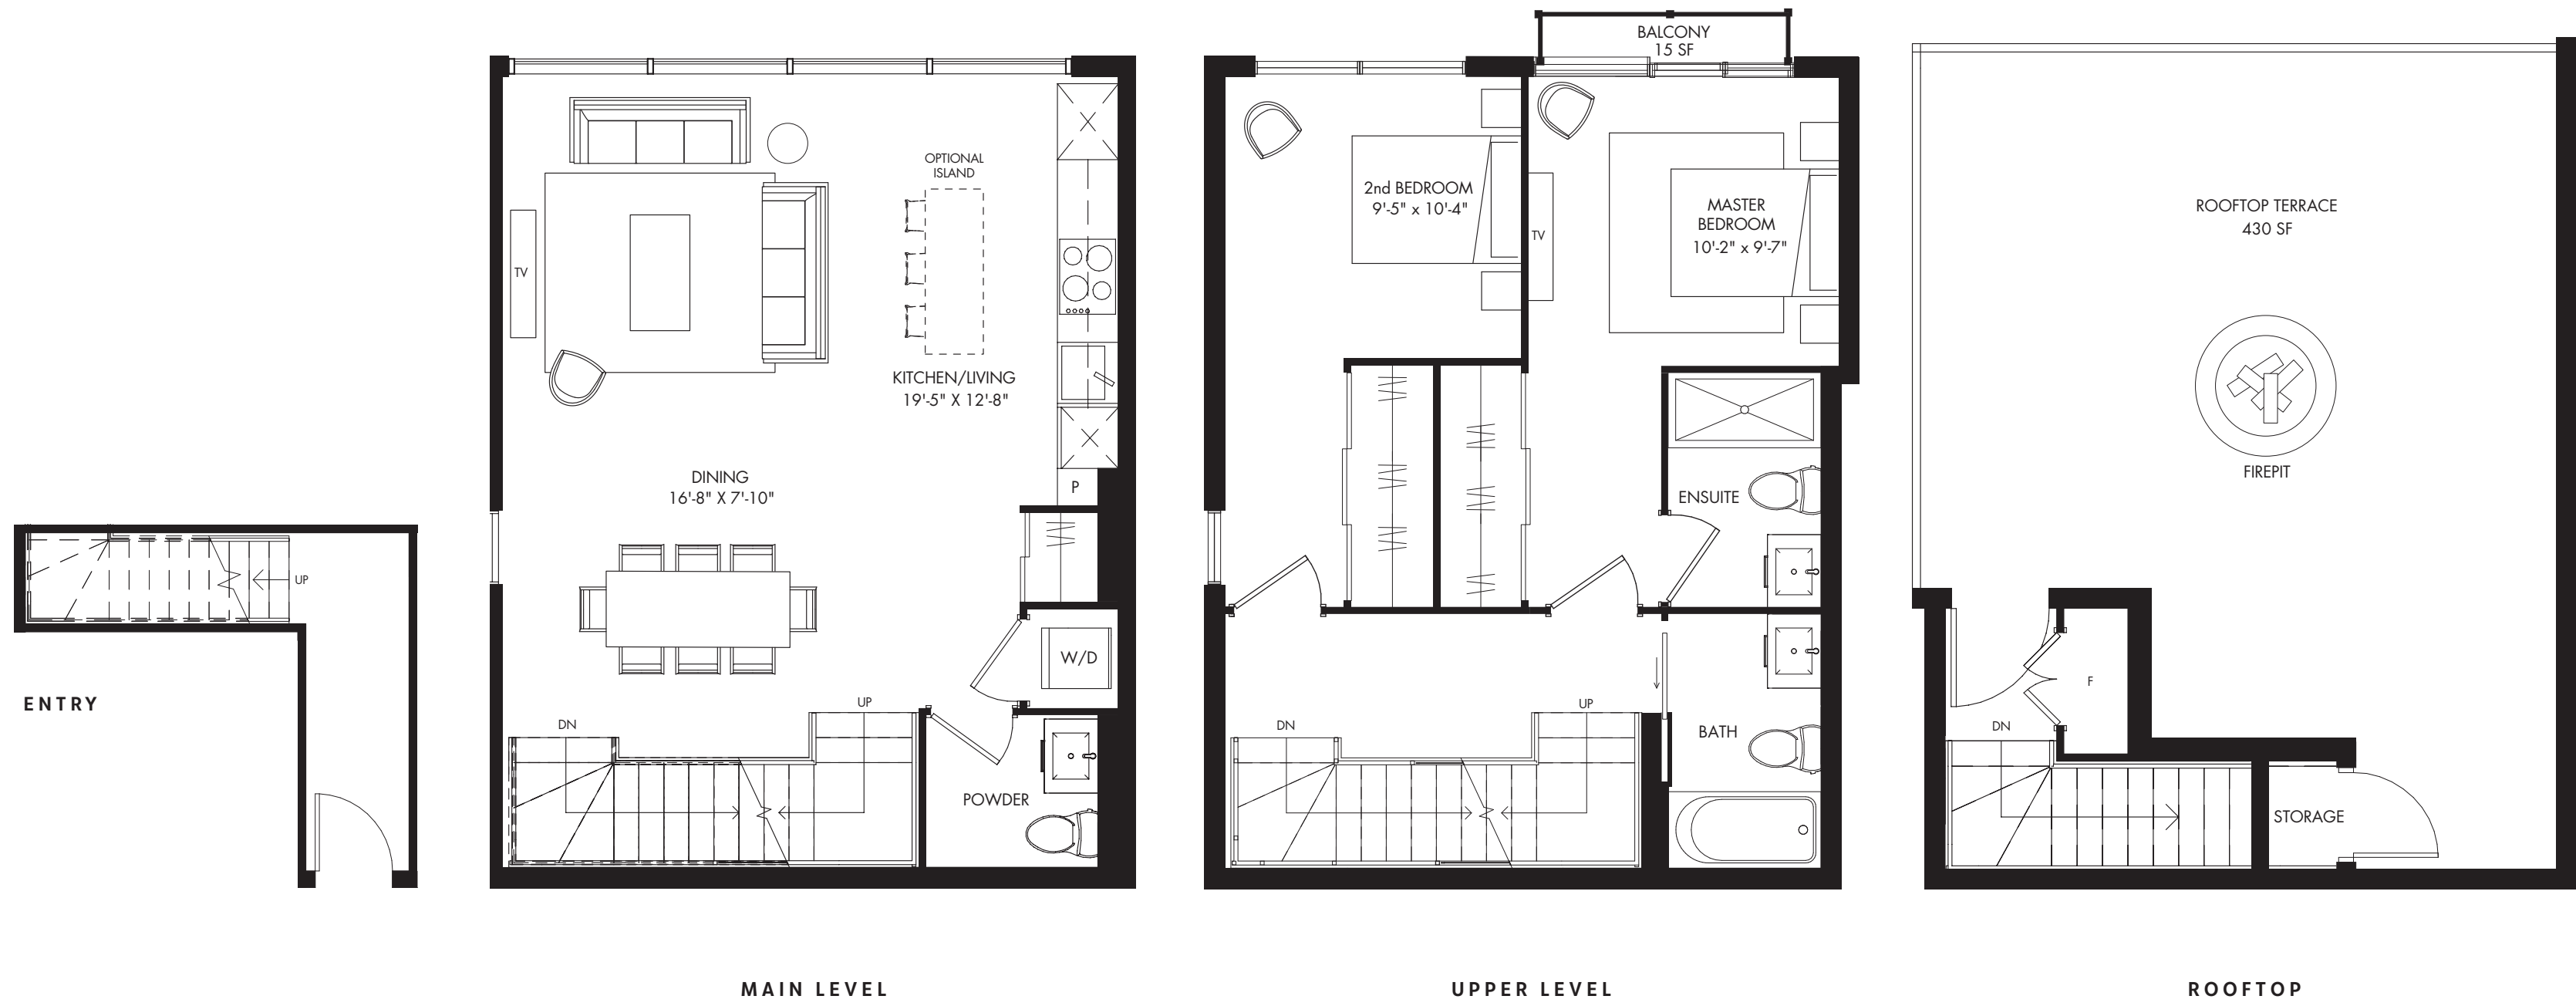 ENTRY
UP
MAIN LEVEL
OPTIONAL
ISLAND
TV
KITCHEN/LIVING
19'-5" X 12'-8"
DINING
16'-8" X 7'-10"
P
W/D
UP
DN
POWDER
UPPER LEVEL
BALCONY
15 SF
2nd BEDROOM
9'-5" x 10'-4"
MASTER
BEDROOM
10'-2" x 9'-7"
TV
ENSUITE
UP
DN
BATH
ROOFTOP
ROOFTOP TERRACE
430 SF
FIREPIT
F
DN
STORAGE